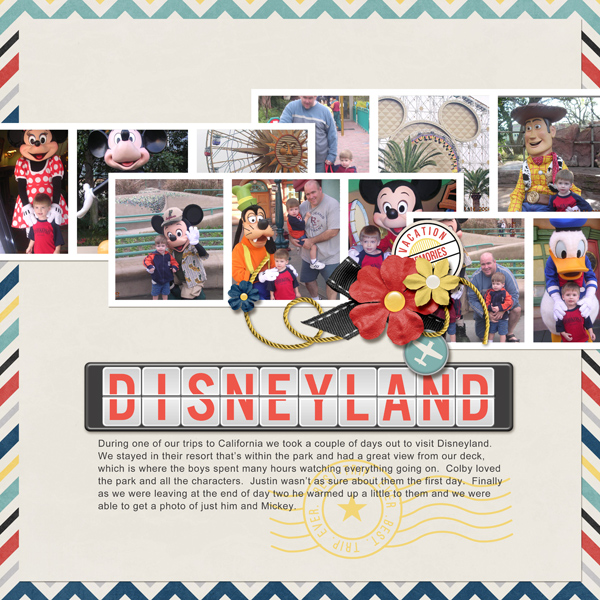 VACATION
MEMORIES
DISNEYLAND
During one of our trips to California we took a couple of days out to visit Disneyland.
We stayed in their resort that's within the park and had a great view from our deck,
which is where the boys spent many hours watching everything going on. Colby loved
the park and all the characters. Justin wasn't as sure about them the first day. Finally
as we were leaving at the end of day two he warmed up a little to them and we were
able to get a photo of just him and Mickey.
BEST. TRIP. EVER.